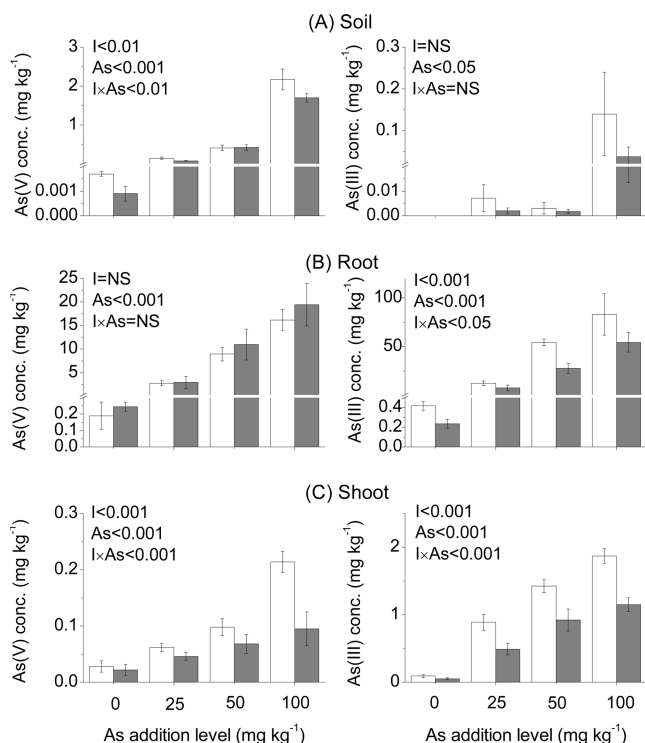 (A) Soil
As(V) conc. (mg kg⁻¹)
3
2
1
0.001
0.000
I<0.01
As<0.001
I×As<0.01
As(III) conc. (mg kg⁻¹)
0.3
0.2
0.1
0.01
0.00
I=NS
As<0.05
I×As=NS
(B) Root
As(V) conc. (mg kg⁻¹)
25
20
15
10
5
0.2
0.0
I=NS
As<0.001
I×As=NS
As(III) conc. (mg kg⁻¹)
100
50
0.4
0.2
0.0
I<0.001
As<0.001
I×As<0.05
(C) Shoot
As(V) conc. (mg kg⁻¹)
0.3
0.2
0.1
0.0
I<0.001
As<0.001
I×As<0.001
As(III) conc. (mg kg⁻¹)
2
1
0
I<0.001
As<0.001
I×As<0.001
0 25 50 100
As addition level (mg kg⁻¹)
0 25 50 100
As addition level (mg kg⁻¹)